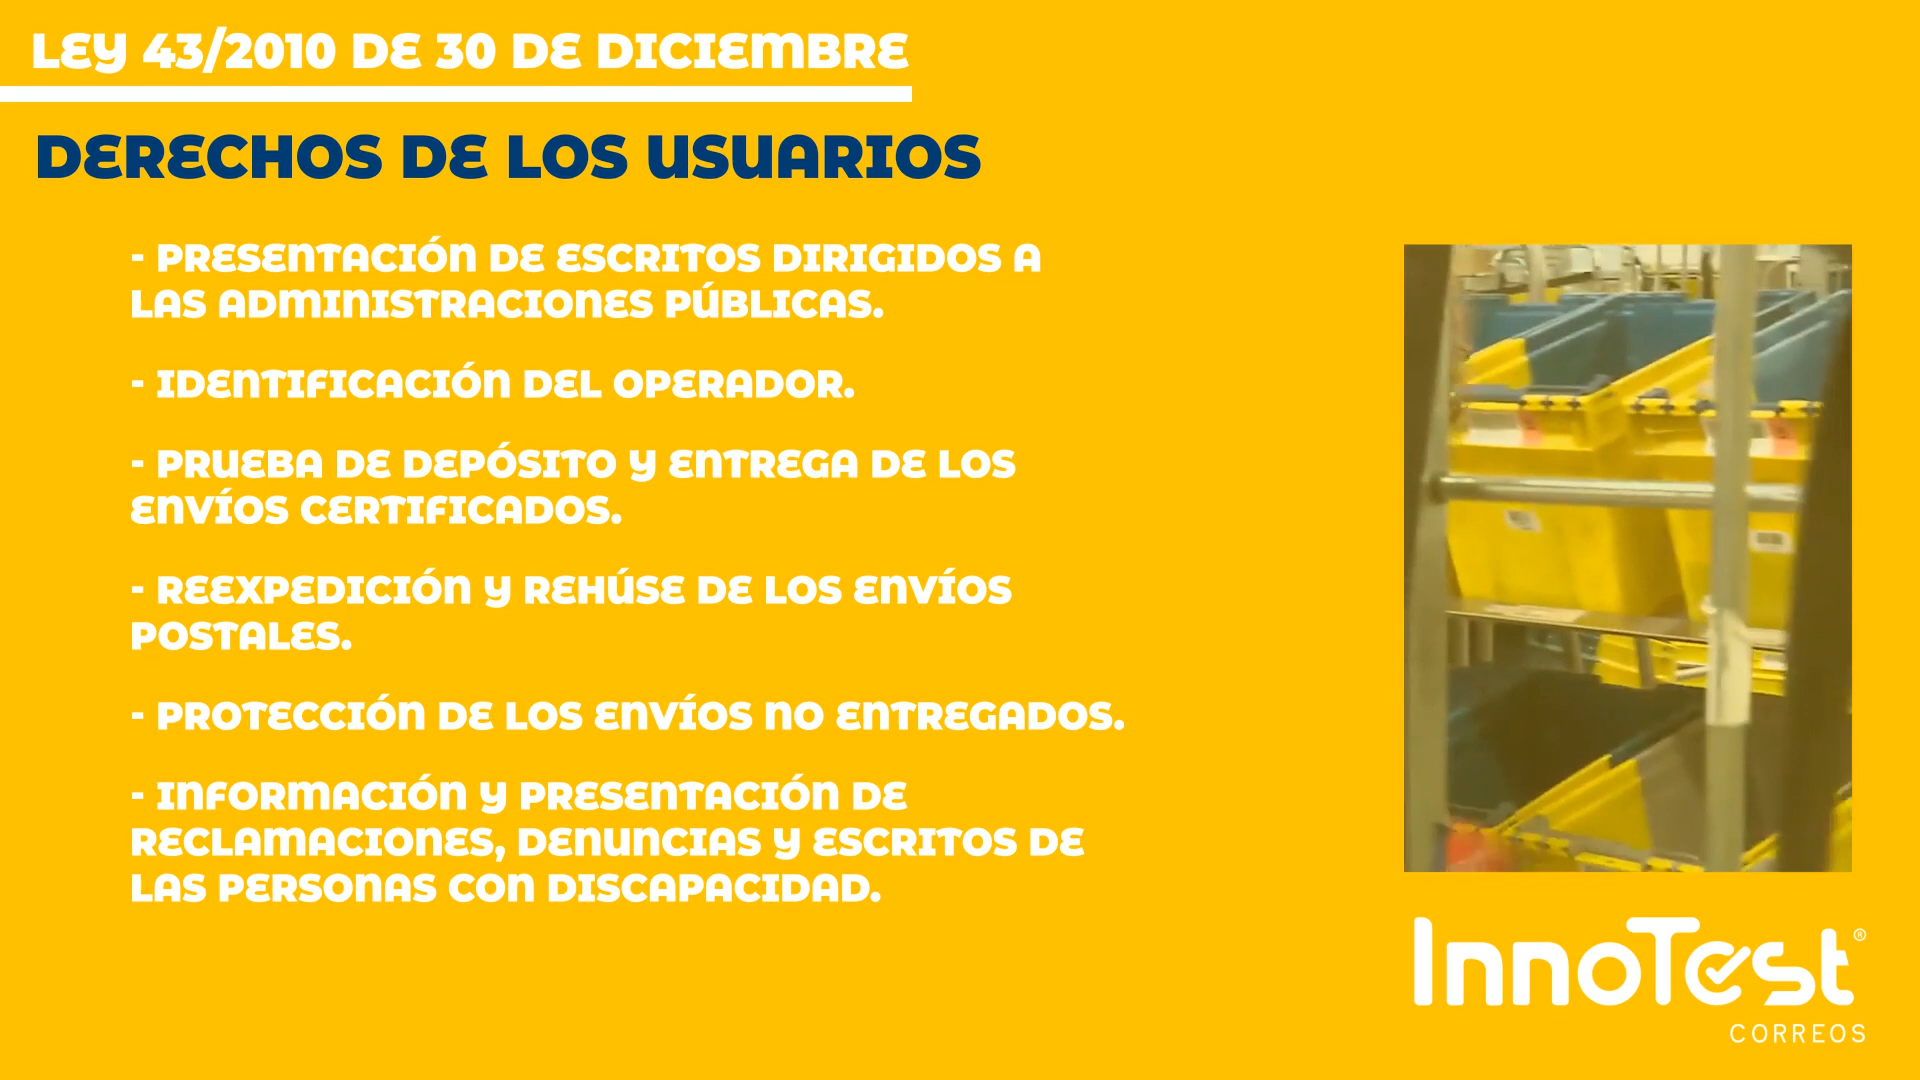 LEY 43/2010 DE 30 DE DICIEMBRE
DERECHOS DE LOS USUARIOS
- PRESENTACIÓN DE ESCRITOS DIRIGIDOS A
LAS ADMINISTRACIONES PÚBLICAS.
- IDENTIFICACIÓN DEL OPERADOR.
- PRUEBA DE DEPÓSITO Y ENTREGA DE LOS
ENVÍOS CERTIFICADOS.
- REEXPEDICIÓN Y REHÚSE DE LOS ENVÍOS
POSTALES.
- PROTECCIÓN DE LOS ENVÍOS NO ENTREGADOS.
- INFORMACIÓN Y PRESENTACIÓN DE
RECLAMACIONES, DENUNCIAS Y ESCRITOS DE
LAS PERSONAS CON DISCAPACIDAD.
InnoTest®
CORREOS